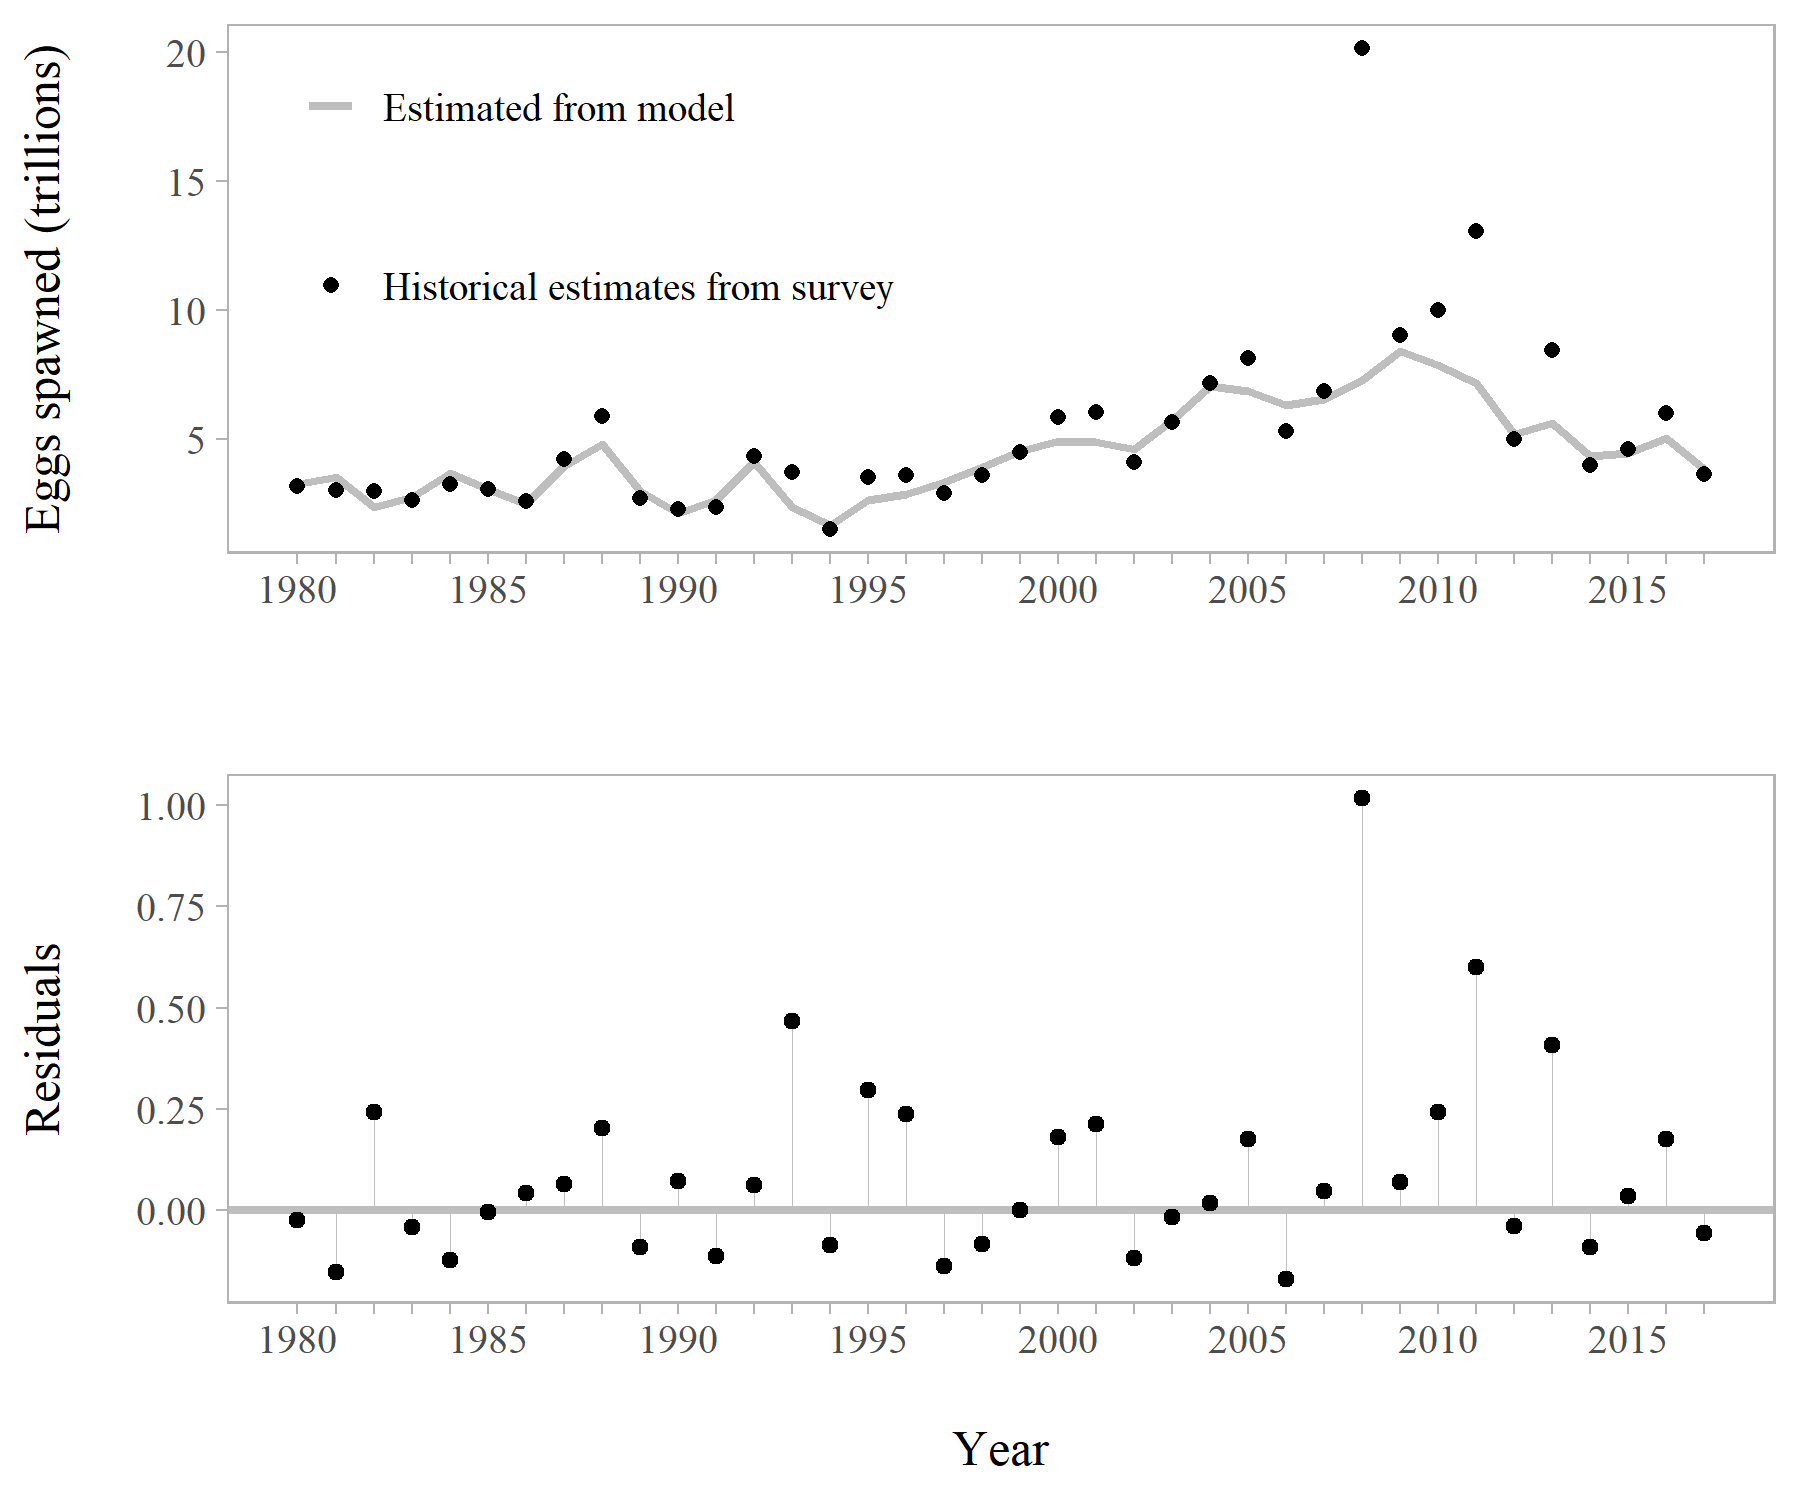 Eggs spawned (trillions)
20
15
10
5
Estimated from model
Historical estimates from survey
1980 1985 1990 1995 2000 2005 2010 2015
Residuals
1.00
0.75
0.50
0.25
0.00
1980 1985 1990 1995 2000 2005 2010 2015
Year